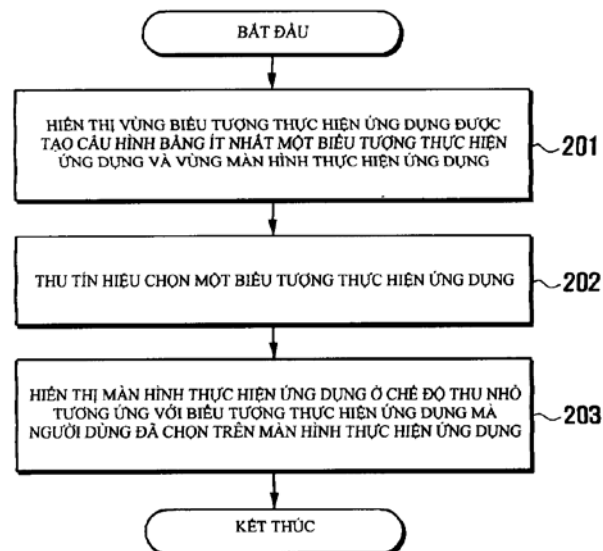 BẮT ĐẦU
HIỂN THỊ VÙNG BIỂU TƯỢNG THỰC HIỆN ỨNG DỤNG ĐƯỢC
TẠO CẤU HÌNH BẰNG ÍT NHẤT MỘT BIỂU TƯỢNG THỰC HIỆN
ỨNG DỤNG VÀ VÙNG MÀN HÌNH THỰC HIỆN ỨNG DỤNG
201
THU TÍN HIỆU CHỌN MỘT BIỂU TƯỢNG THỰC HIỆN ỨNG DỤNG
202
HIỂN THỊ MÀN HÌNH THỰC HIỆN ỨNG DỤNG Ở CHẾ ĐỘ THU NHỎ
TƯƠNG ỨNG VỚI BIỂU TƯỢNG THỰC HIỆN ỨNG DỤNG MÀ
NGƯỜI DÙNG ĐÃ CHỌN TRÊN MÀN HÌNH THỰC HIỆN ỨNG DỤNG
203
KẾT THÚC